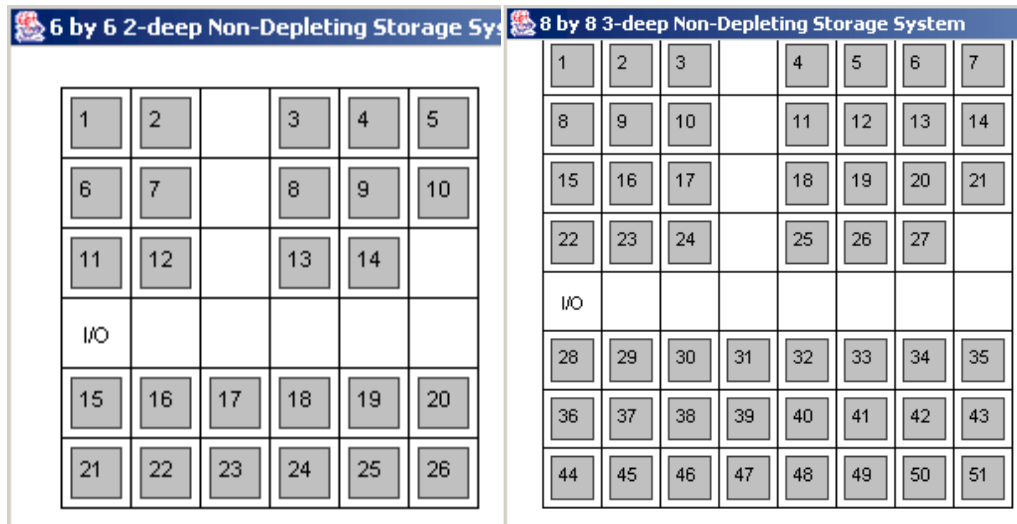 6 by 6 2-deep Non-Depleting Storage Sys
1 2 3 4 5
6 7 8 9 10
11 12 13 14
I/O
15 16 17 18 19 20
21 22 23 24 25 26
8 by 8 3-deep Non-Depleting Storage System
1 2 3 4 5 6 7
8 9 10 11 12 13 14
15 16 17 18 19 20 21
22 23 24 25 26 27
I/O
28 29 30 31 32 33 34 35
36 37 38 39 40 41 42 43
44 45 46 47 48 49 50 51